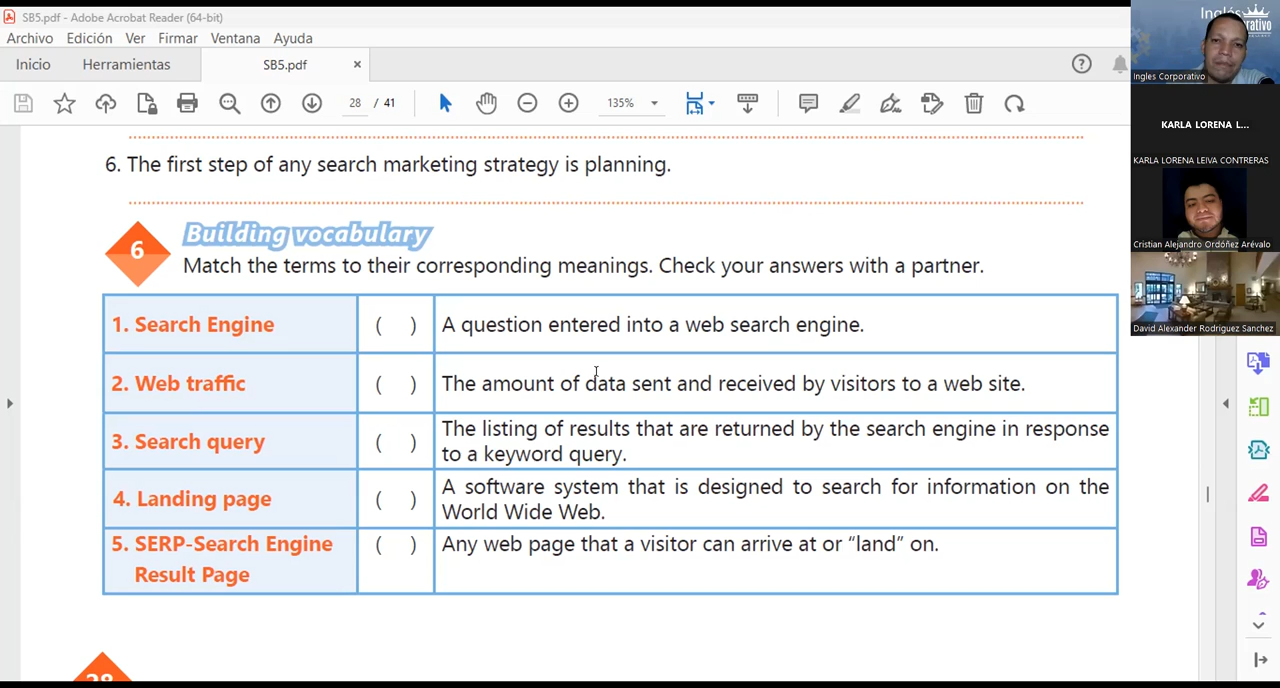 SB5.pdf - Adobe Acrobat Reader (64-bit)
Archivo Edición Ver Firmar Ventana Ayuda
Inicio Herramientas SB5.pdf ×
28 / 41 135%
6. The first step of any search marketing strategy is planning.
6 Building vocabulary
Match the terms to their corresponding meanings. Check your answers with a partner.
1. Search Engine ( ) A question entered into a web search engine.
2. Web traffic ( ) The amount of data sent and received by visitors to a web site.
3. Search query ( ) The listing of results that are returned by the search engine in response
to a keyword query.
4. Landing page ( ) A software system that is designed to search for information on the
World Wide Web.
5. SERP-Search Engine ( ) Any web page that a visitor can arrive at or “land” on.
Result Page
Ingles Corporativo
KARLA LORENA L...
KARLA LORENA LEIVA CONTRERAS
Cristian Alejandro Ordóñez Arévalo
David Alexander Rodriguez Sanchez